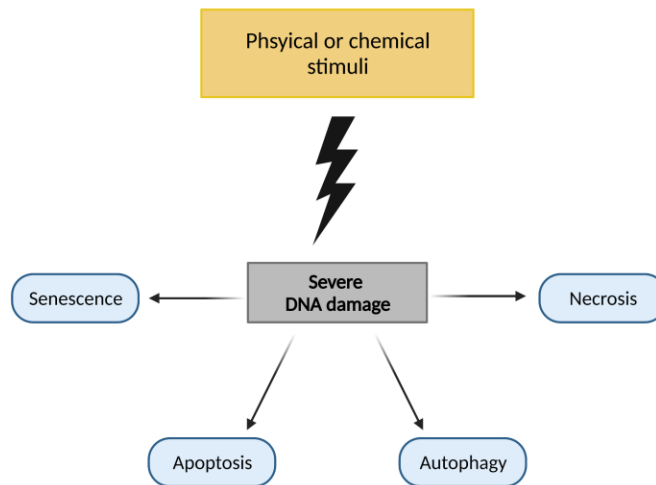 Phsyical or chemical
stimuli
Severe
DNA damage
Senescence
Necrosis
Apoptosis
Autophagy